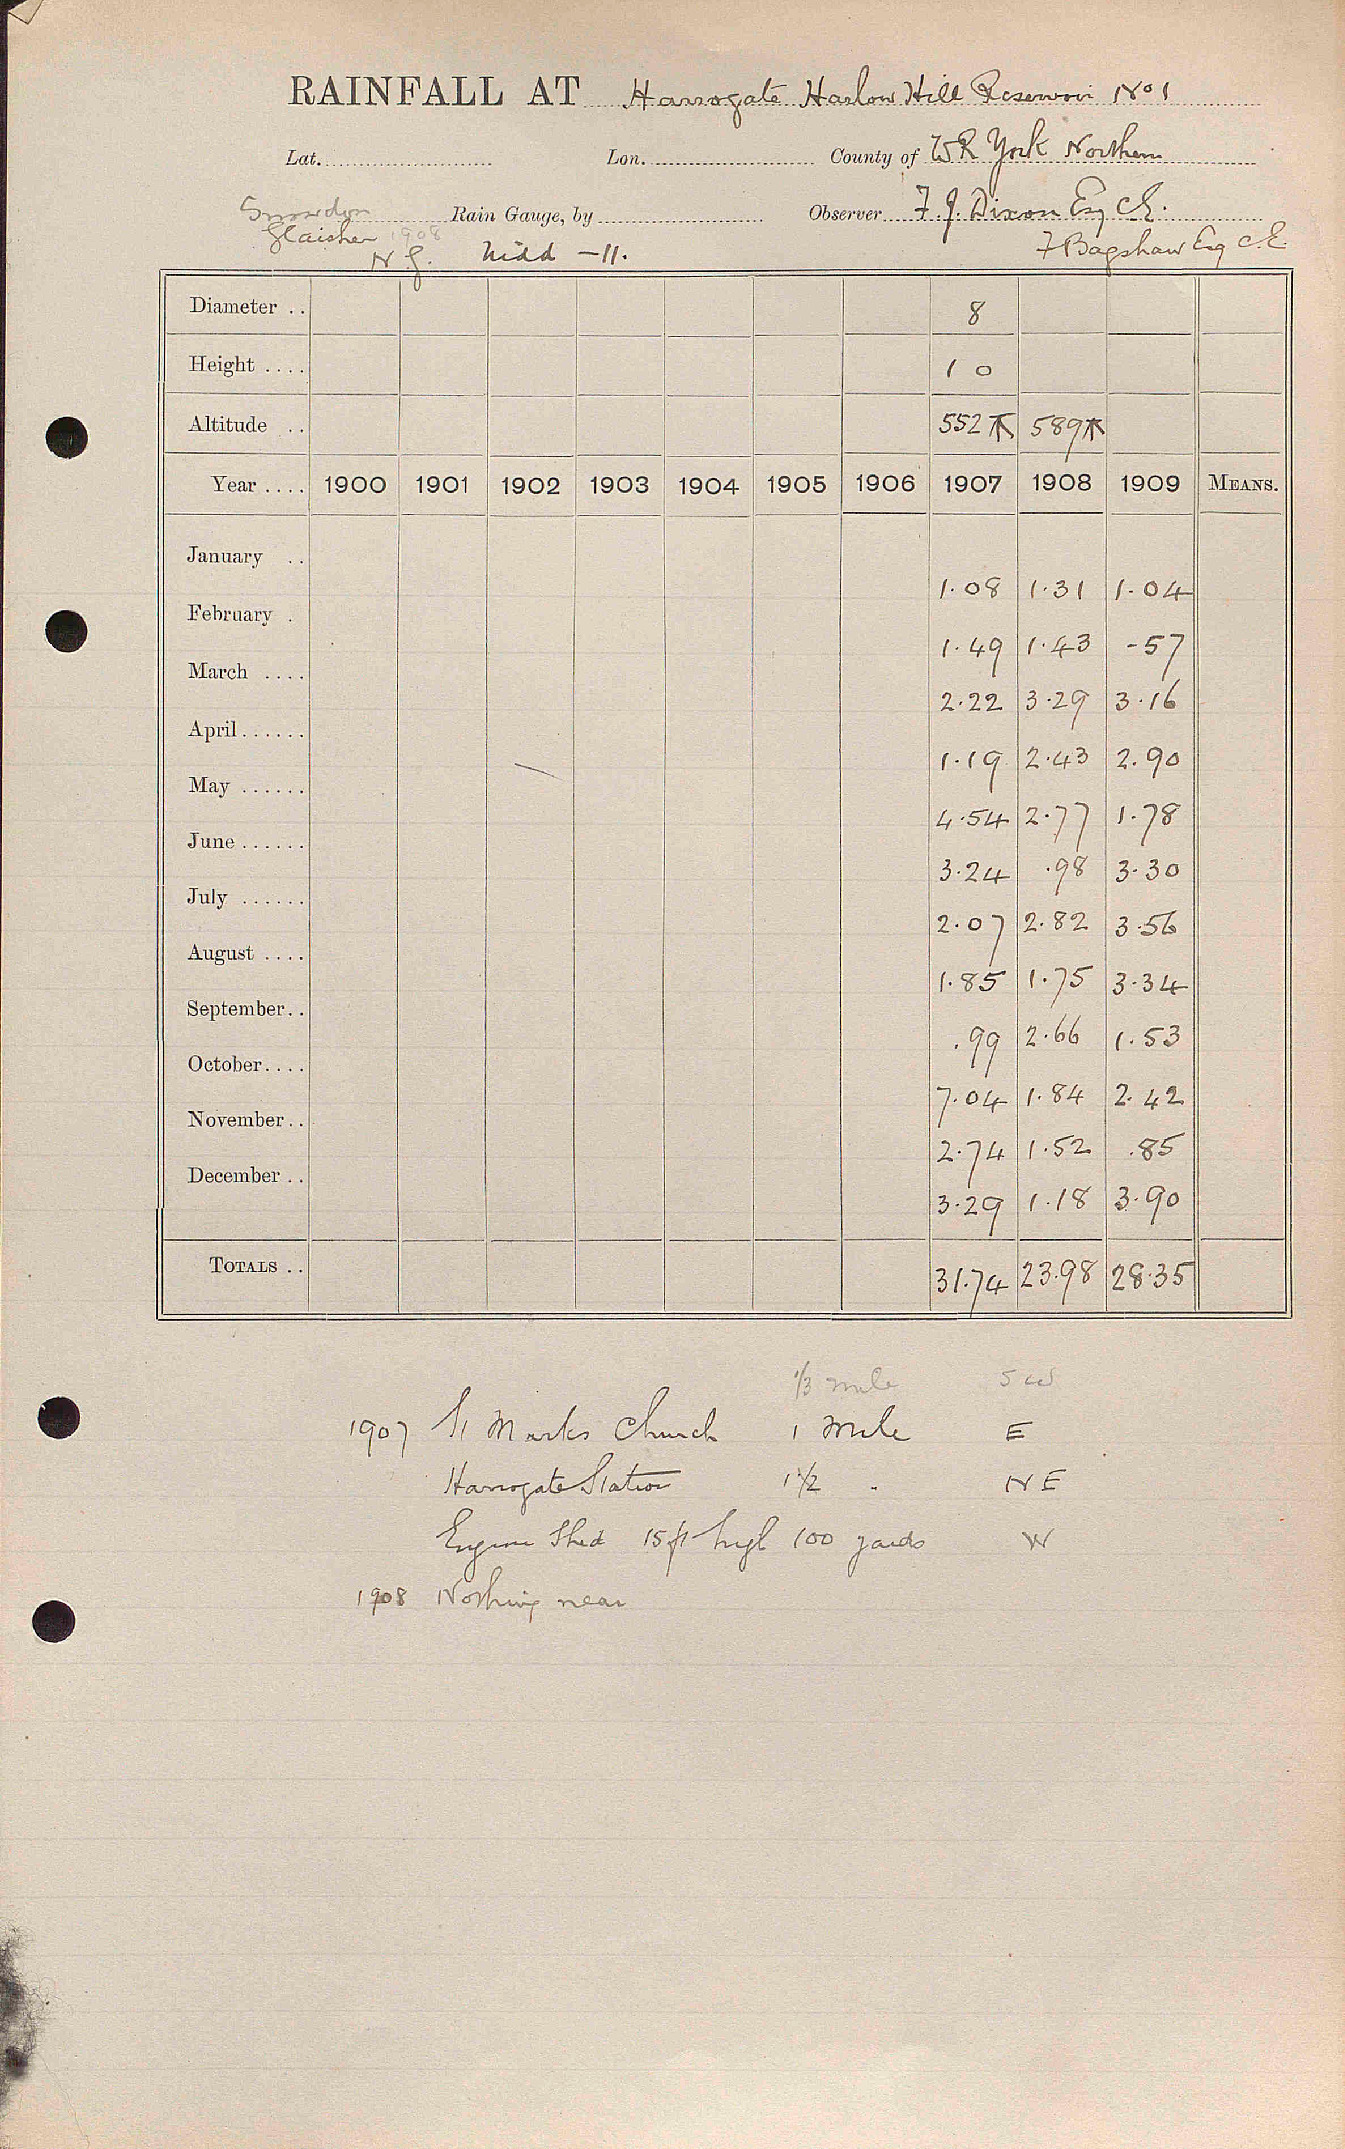 RAINFALL AT Harrogate Harlow Hill Reservoir No 1
Lat. Lon. County of WR York Northern
Snowdon Rain Gauge, by Observer F. J. Dixon Esq C.E.
Glaisher 1908 F Bagshaw Esq C E
N.G. Nidd - 11.
Diameter .. 8
Height .... 10
Altitude .. 552 589
Year .... 1900 1901 1902 1903 1904 1905 1906 1907 1908 1909 MEANS.
January .. 1.08 1.31 1.04
February . 1.49 1.43 -57
March .... 2.22 3.29 3.16
April ...... 1.19 2.43 2.90
May ...... 4.54 2.77 1.78
June ...... 3.24 .98 3.30
July ...... 2.07 2.82 3.56
August .... 1.85 1.75 3.34
September .. .99 2.66 1.53
October .... 7.04 1.84 2.42
November .. 2.74 1.52 .85
December .. 3.29 1.18 3.90
TOTALS .. 31.74 23.98 28.35
1/3 mile SW
1907 St Marks Church 1 mile E
Harrogate Station 1 1/2 " NE
Engine Shed 15 ft high 100 yards W
1908 Nothing near